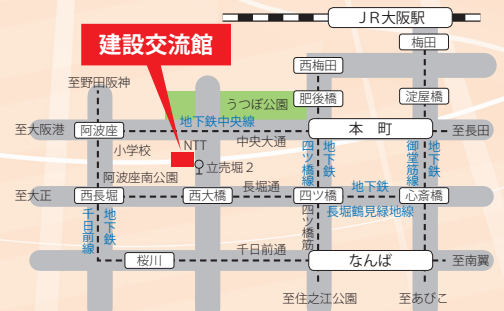 ＪＲ大阪駅
建設交流館
梅田
西梅田
至野田阪神
うつぼ公園
肥後橋
淀屋橋
地下鉄中央線
至大阪港
阿波座
本町
至長田
中央大通
小学校
NTT
立売堀２
四ツ橋線
地下鉄
御堂筋線
地下鉄
阿波座南公園
長堀通
地下鉄
至大正
西長堀
西大橋
四ツ橋
心斎橋
長堀鶴見緑地線
千日前線
地下鉄
四ツ橋筋
千日前通
桜川
なんば
至南巽
至住之江公園
至あびこ